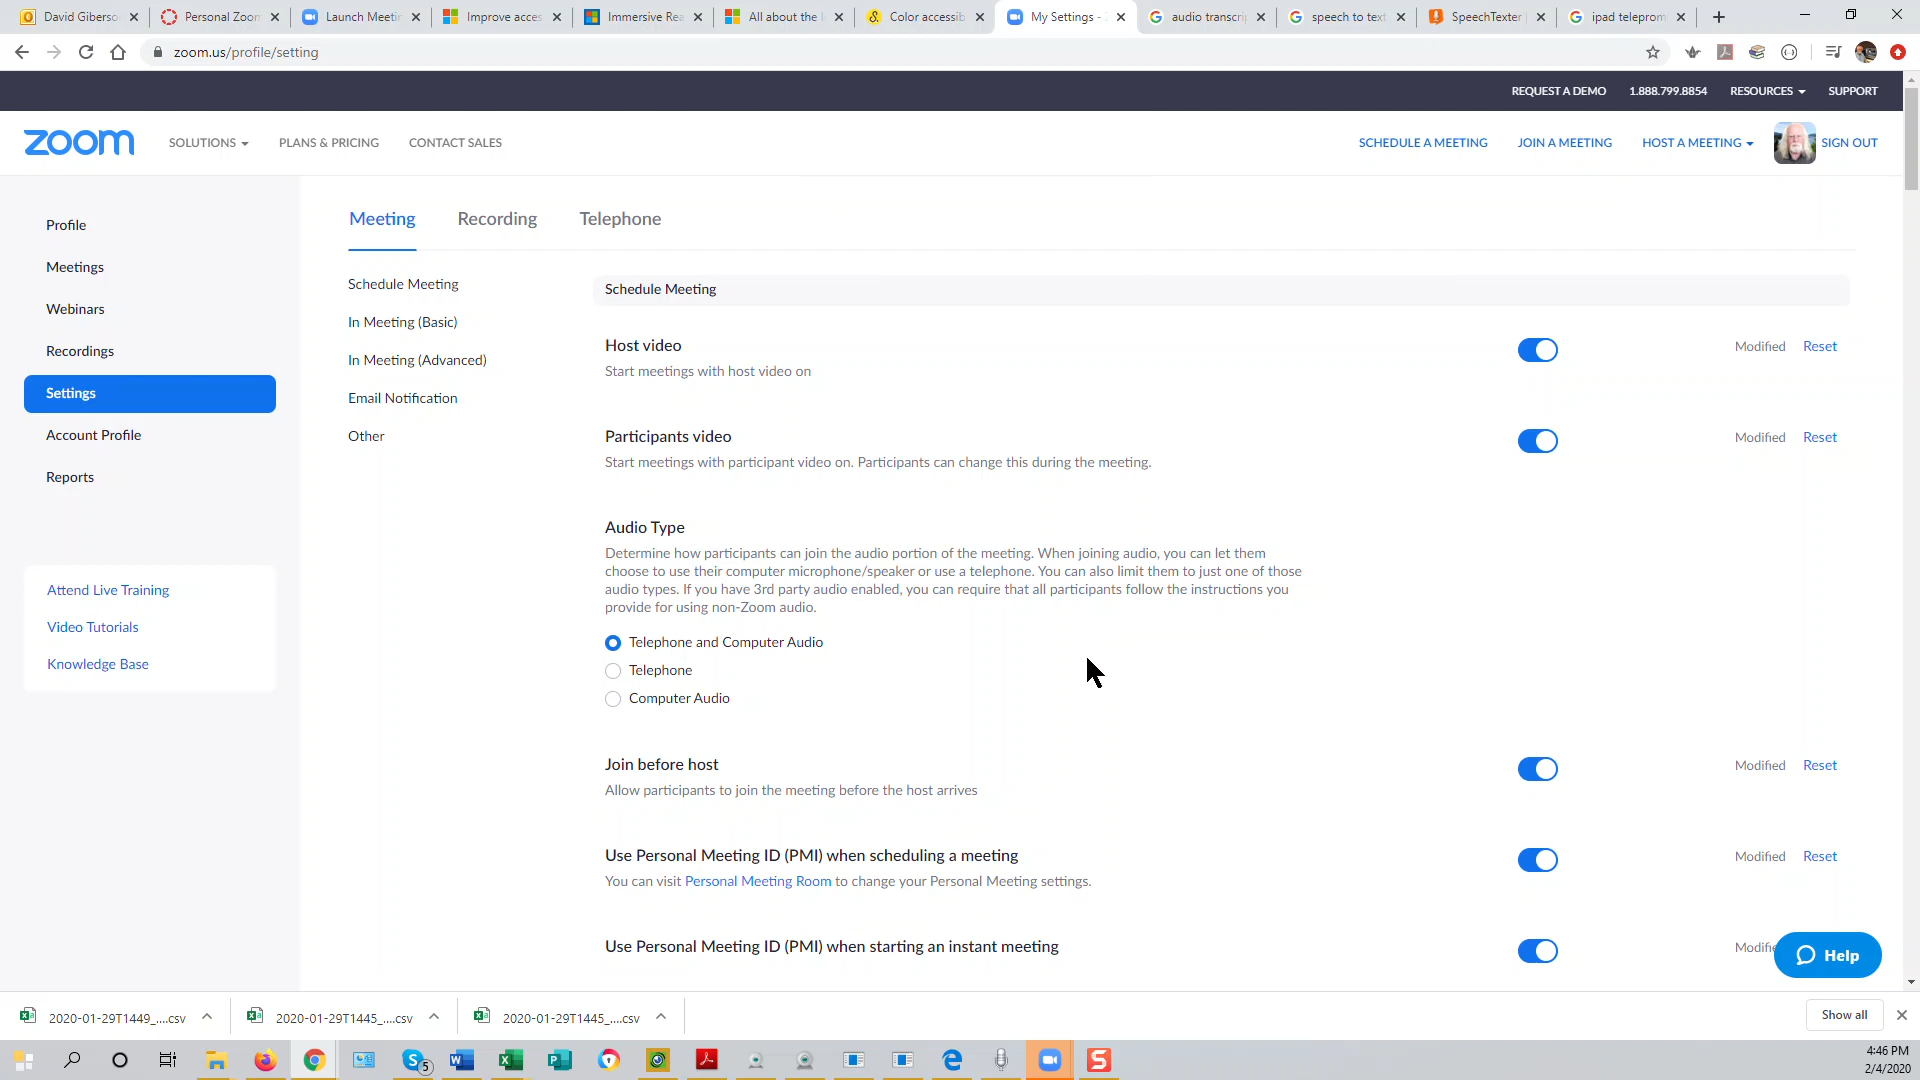 David Giberso
Personal Zoom
Launch Meetin
Improve acces
Immersive Rea
All about the
Color accessib
My Settings -
audio transcri
speech to text
SpeechTexter
ipad teleprom
zoom.us/profile/setting
REQUEST A DEMO 1.888.799.8854 RESOURCES SUPPORT
zoom SOLUTIONS PLANS & PRICING CONTACT SALES SCHEDULE A MEETING JOIN A MEETING HOST A MEETING SIGN OUT
Profile
Meetings
Webinars
Recordings
Settings
Account Profile
Reports
Attend Live Training
Video Tutorials
Knowledge Base
Meeting Recording Telephone
Schedule Meeting
In Meeting (Basic)
In Meeting (Advanced)
Email Notification
Other
Schedule Meeting
Host video
Start meetings with host video on
Modified Reset
Participants video
Start meetings with participant video on. Participants can change this during the meeting.
Modified Reset
Audio Type
Determine how participants can join the audio portion of the meeting. When joining audio, you can let them
choose to use their computer microphone/speaker or use a telephone. You can also limit them to just one of those
audio types. If you have 3rd party audio enabled, you can require that all participants follow the instructions you
provide for using non-Zoom audio.
Telephone and Computer Audio
Telephone
Computer Audio
Join before host
Allow participants to join the meeting before the host arrives
Modified Reset
Use Personal Meeting ID (PMI) when scheduling a meeting
You can visit Personal Meeting Room to change your Personal Meeting settings.
Modified Reset
Use Personal Meeting ID (PMI) when starting an instant meeting
Modifie
Help
2020-01-29T1449_....csv
2020-01-29T1445_....csv
2020-01-29T1445_....csv
Show all
5
4:46 PM
2/4/2020